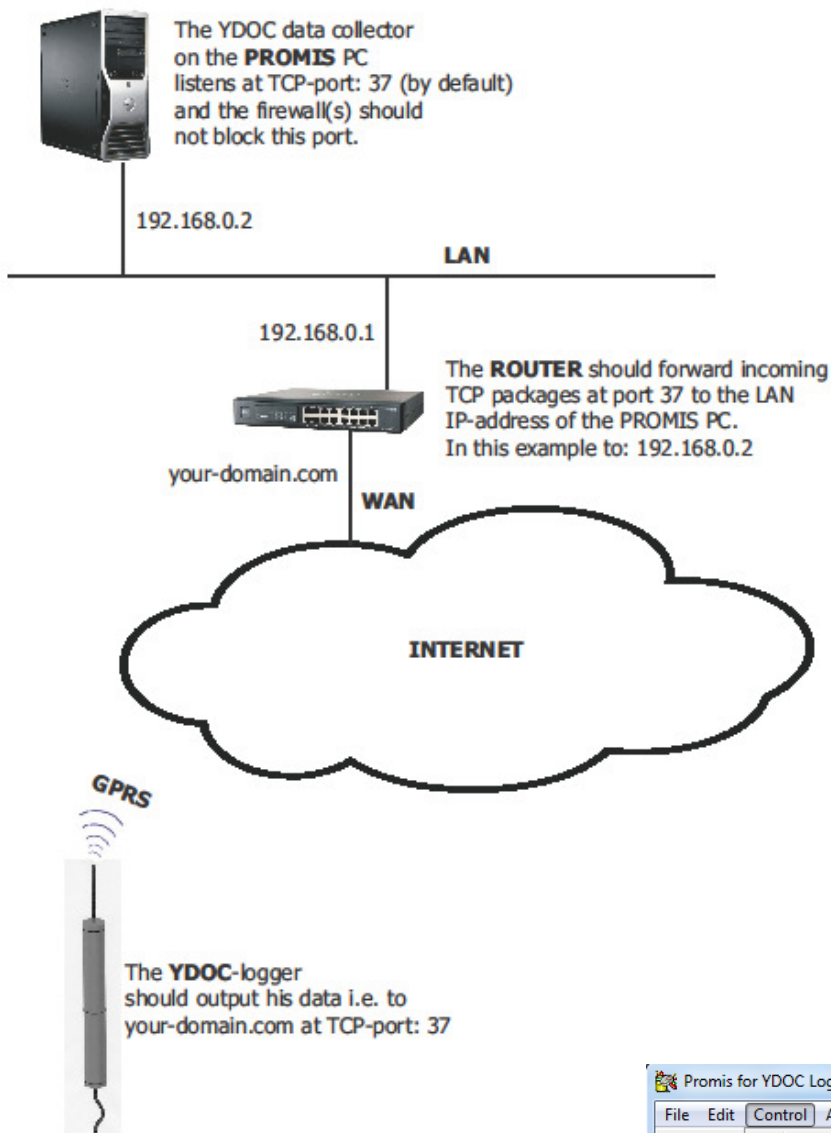 The YDOC data collector
on the PROMIS PC
listens at TCP-port: 37 (by default)
and the firewall(s) should
not block this port.
192.168.0.2
LAN
192.168.0.1
The ROUTER should forward incoming
TCP packages at port 37 to the LAN
IP-address of the PROMIS PC.
In this example to: 192.168.0.2
your-domain.com
WAN
INTERNET
GPRS
The YDOC-logger
should output his data i.e. to
your-domain.com at TCP-port: 37
Promis for YDOC Log
File Edit Control A